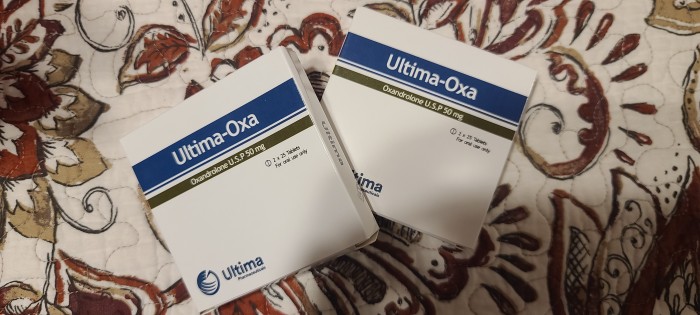 Ultima-Oxa
Oxandrolone U.S.P 50 mg
2 x 25 Tablets
For oral use only
Ultima
Pharmaceuticals
Ultima-Oxa
Oxandrolone U.S.P 50 mg
2 x 25 Tablets
For oral use only